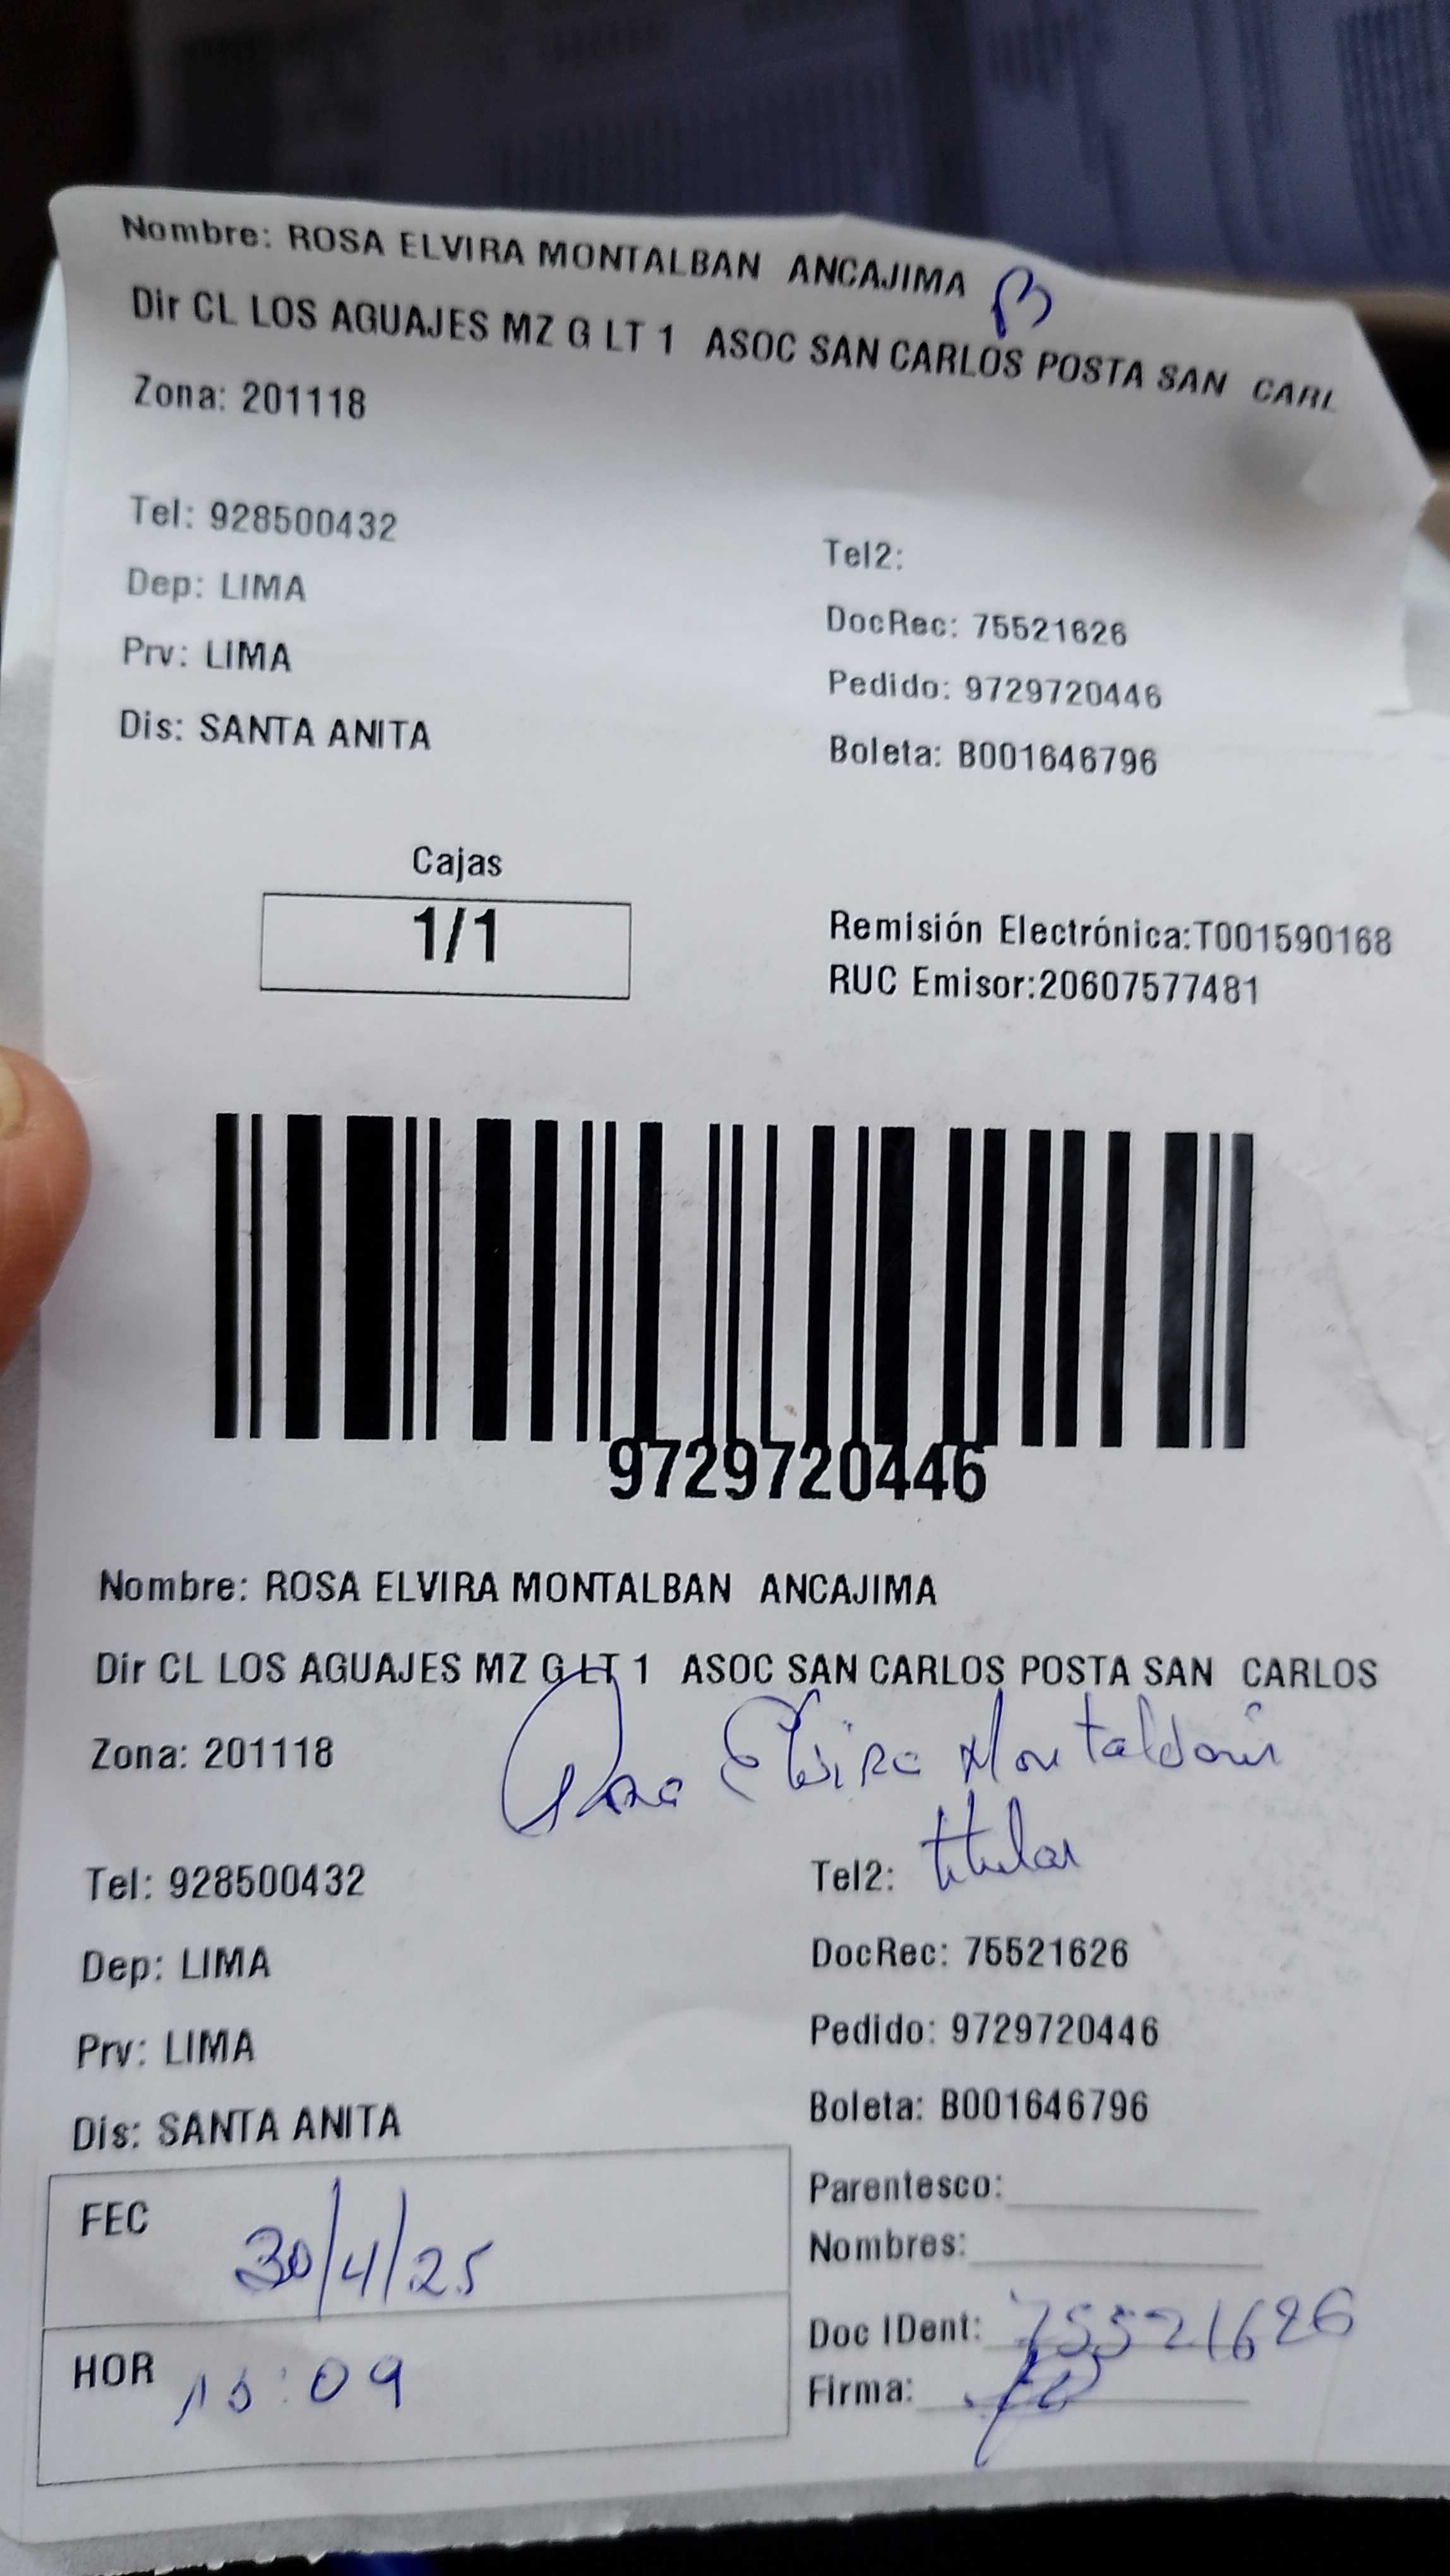 Nombre: ROSA ELVIRA MONTALBAN ANCAJIMA
Dir CL LOS AGUAJES MZ G LT 1 ASOC SAN CARLOS POSTA SAN CARL
Zona: 201118
Tel: 928500432
Tel2:
Dep: LIMA
DocRec: 75521626
Prv: LIMA
Pedido: 9729720446
Dis: SANTA ANITA
Boleta: B001646796
Cajas
1/1
Remisión Electrónica:T001590168
RUC Emisor:20607577481
9729720446
Nombre: ROSA ELVIRA MONTALBAN ANCAJIMA
Dir CL LOS AGUAJES MZ G LT 1 ASOC SAN CARLOS POSTA SAN CARLOS
Zona: 201118
Rosa Elvira Montalban
titular
Tel: 928500432
Tel2:
Dep: LIMA
DocRec: 75521626
Prv: LIMA
Pedido: 9729720446
Dis: SANTA ANITA
Boleta: B001646796
FEC 30/4/25
Parentesco:
Nombres:
Doc IDent: 75521626
HOR
Firma: